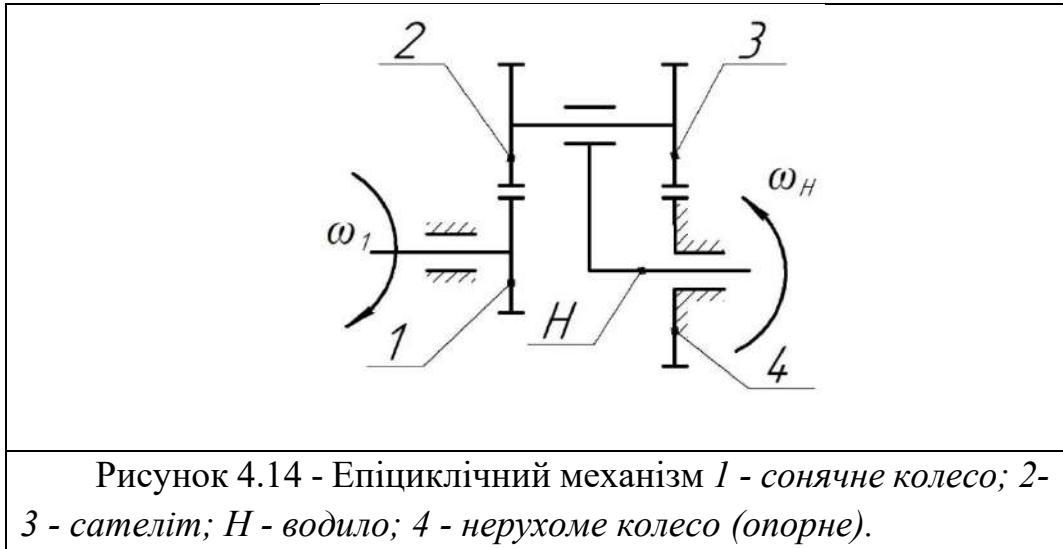 2
3
ω₁
ω_H
1
H
4
Рисунок 4.14 - Епіциклічний механізм 1 - сонячне колесо; 2-
3 - сателіт; Н - водило; 4 - нерухоме колесо (опорне).